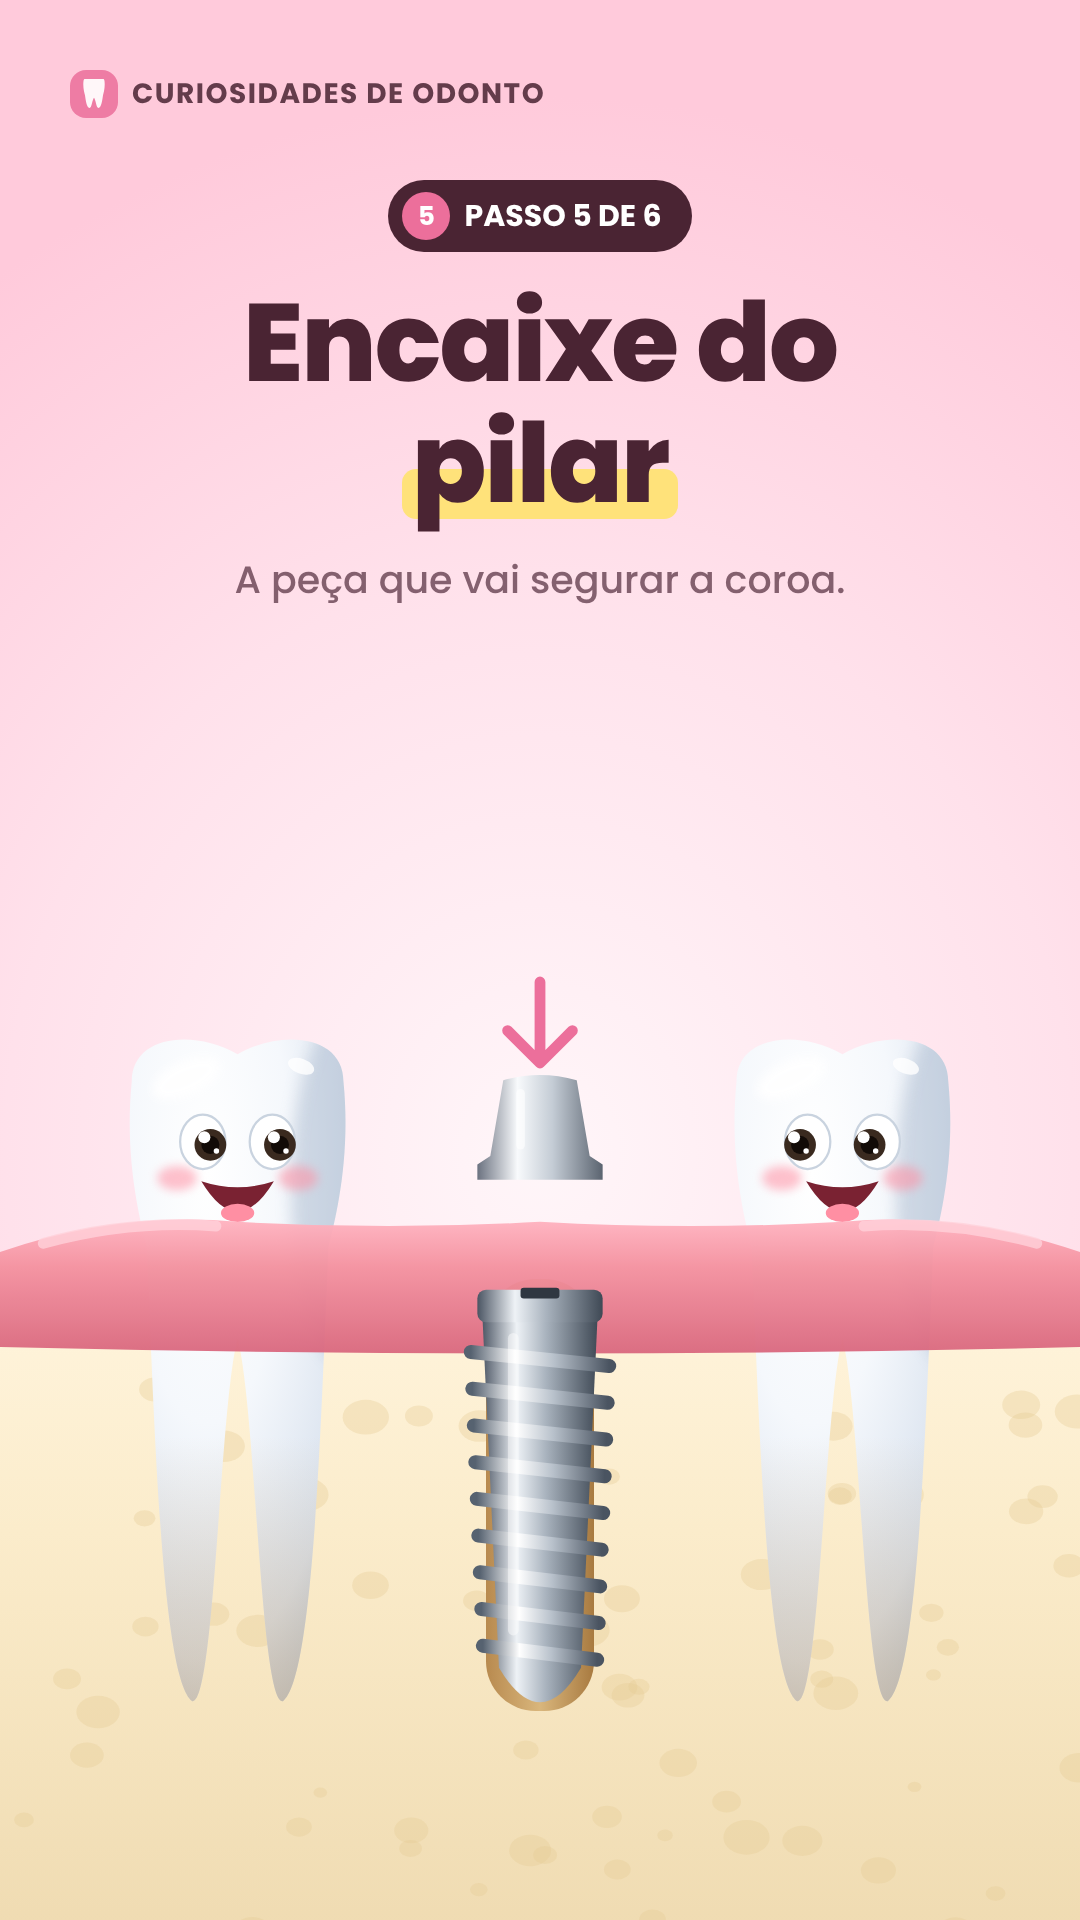 CURIOSIDADES DE ODONTO
5 PASSO 5 DE 6
Encaixe do
pilar
A peça que vai segurar a coroa.